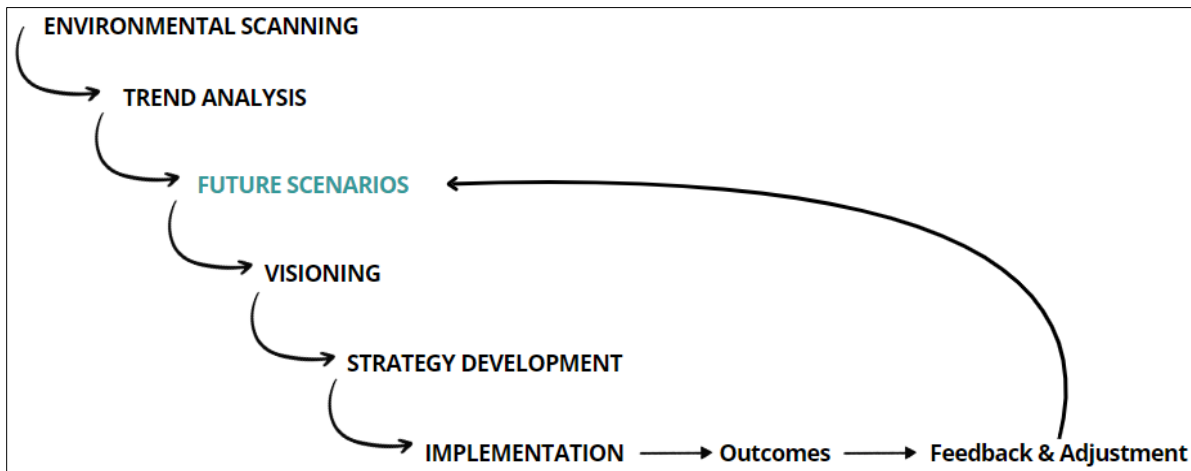 ENVIRONMENTAL SCANNING
TREND ANALYSIS
FUTURE SCENARIOS
VISIONING
STRATEGY DEVELOPMENT
IMPLEMENTATION
Outcomes
Feedback & Adjustment